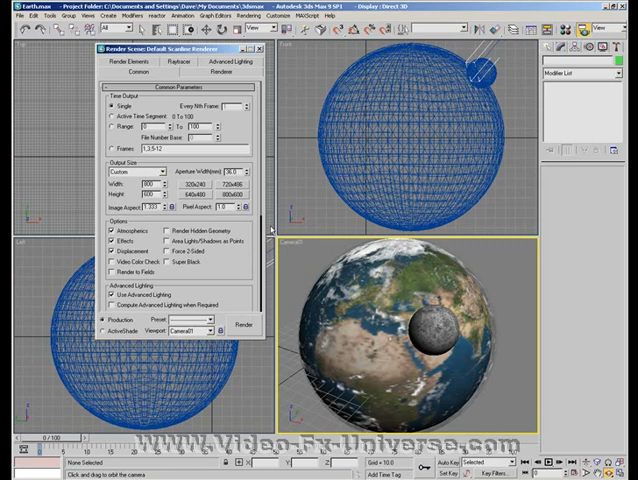 Earth.max - Project Folder: C:\Documents and Settings\Dave\My Documents\3dsmax - Autodesk 3ds Max 9 SP1 - Display : Direct 3D
File Edit Tools Group Views Create Modifiers reactor Animation Graph Editors Rendering Customize MAXScript Help
All
View
View
Top
Front
Left
Camera01
Render Scene: Default Scanline Renderer
Render Elements Raytracer Advanced Lighting
Common Renderer
Common Parameters
Time Output
Single Every Nth Frame: 1
Active Time Segment: 0 To 100
Range: 0 To 100
File Number Base: 0
Frames 1,3,5-12
Output Size
Custom Aperture Width(mm): 36.0
Width: 800 320x240 720x486
Height: 600 640x480 800x600
Image Aspect: 1.333 Pixel Aspect: 1.0
Options
Atmospherics Render Hidden Geometry
Effects Area Lights/Shadows as Points
Displacement Force 2-Sided
Video Color Check Super Black
Render to Fields
Advanced Lighting
Use Advanced Lighting
Compute Advanced Lighting when Required
Production Preset:
ActiveShade Viewport: Camera01
Render
Modifier List
0 / 100
www.Video-Fx-Universe.com
None Selected X: Y: Z: Grid = 10.0 Auto Key Selected
Click and drag to orbit the camera Add Time Tag Set Key Key Filters... 0